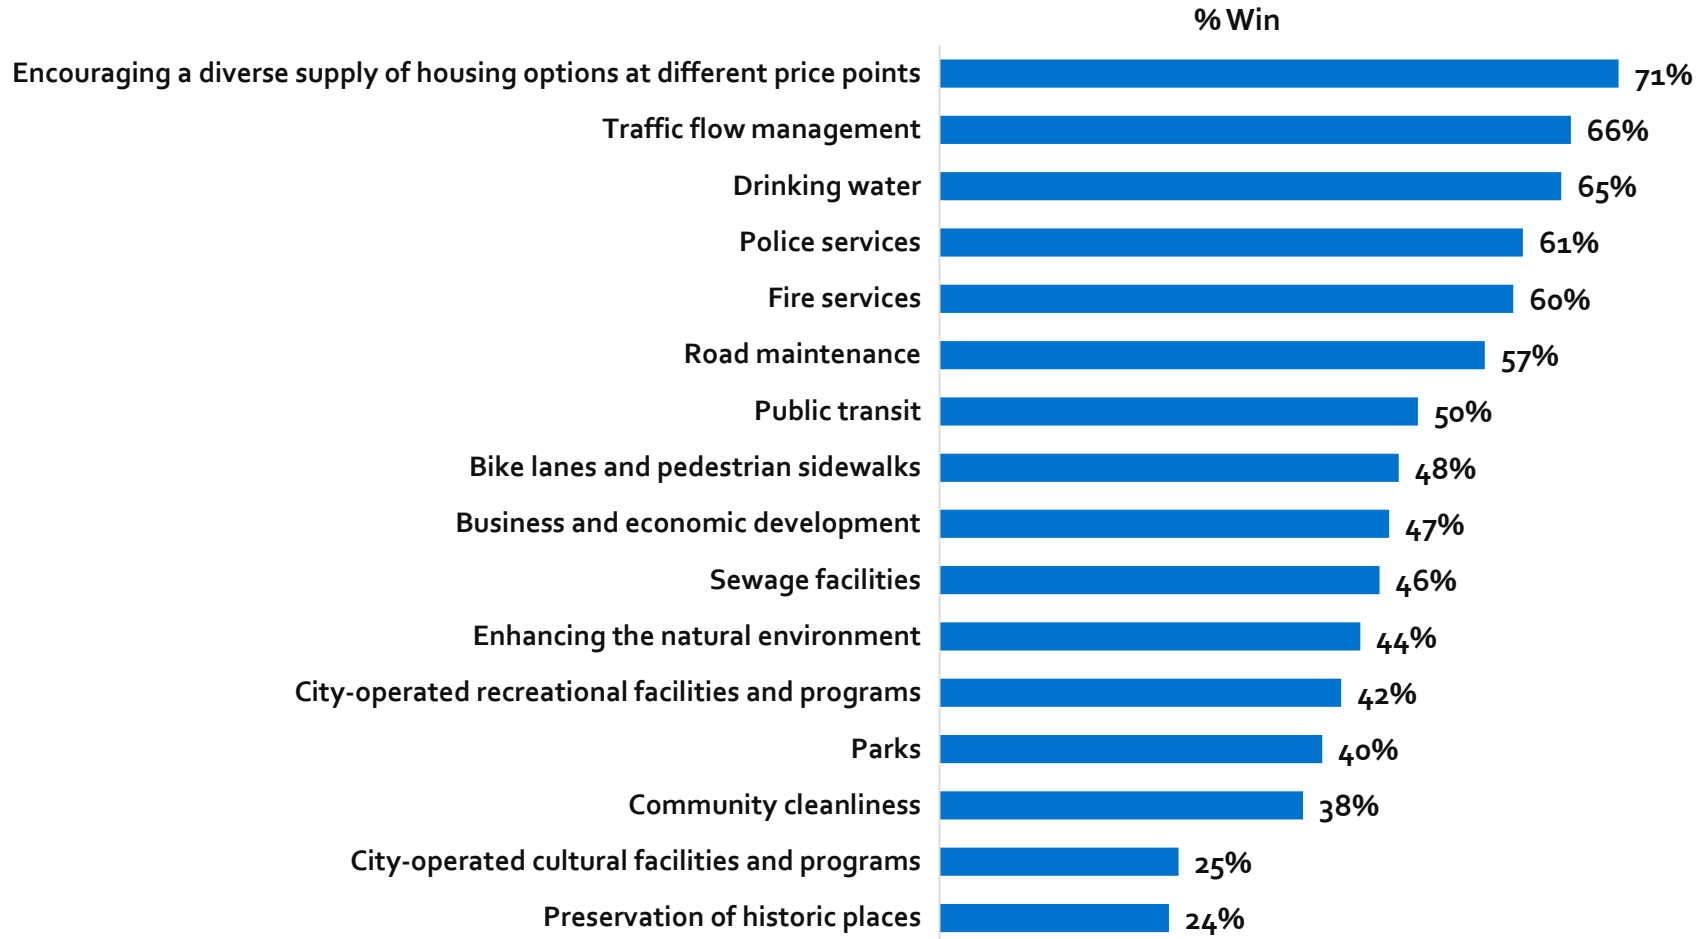 % Win
Encouraging a diverse supply of housing options at different price points 71%
Traffic flow management 66%
Drinking water 65%
Police services 61%
Fire services 60%
Road maintenance 57%
Public transit 50%
Bike lanes and pedestrian sidewalks 48%
Business and economic development 47%
Sewage facilities 46%
Enhancing the natural environment 44%
City-operated recreational facilities and programs 42%
Parks 40%
Community cleanliness 38%
City-operated cultural facilities and programs 25%
Preservation of historic places 24%